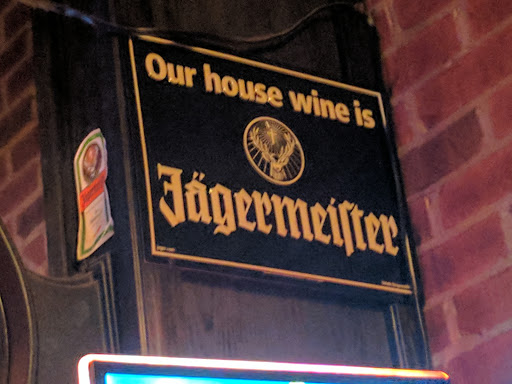 Our house wine is
Jägermeiſter